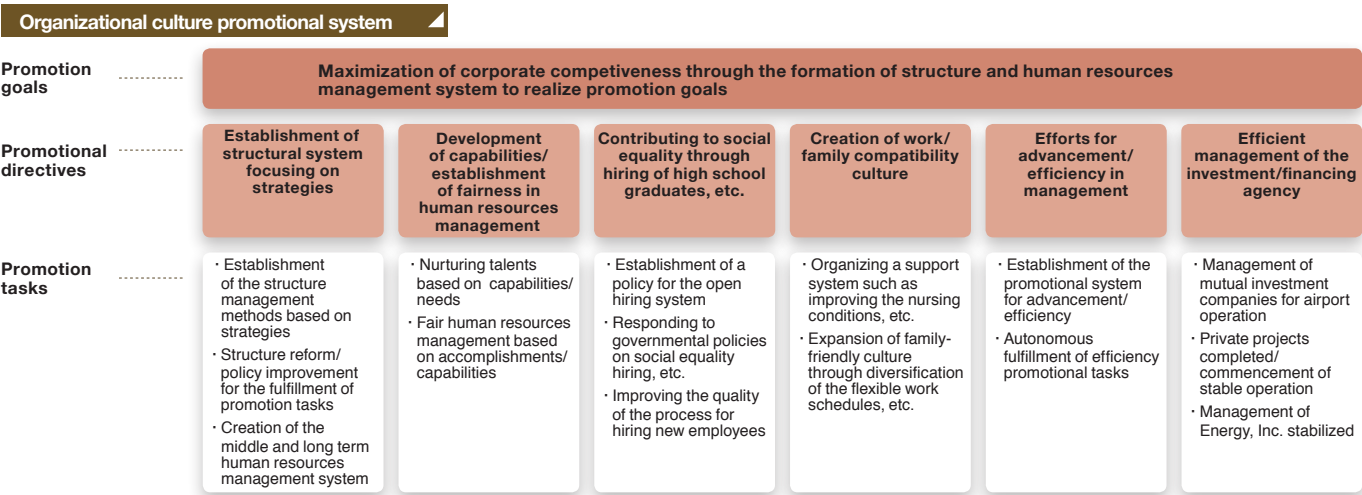 Organizational culture promotional system
Promotion
goals
Maximization of corporate competiveness through the formation of structure and human resources
management system to realize promotion goals
Promotional
directives
Establishment of
structural system
focusing on
strategies
Development
of capabilities/
establishment
of fairness in
human resources
management
Contributing to social
equality through
hiring of high school
graduates, etc.
Creation of work/
family compatibility
culture
Efforts for
advancement/
efficiency in
management
Efficient
management of the
investment/financing
agency
Promotion
tasks
· Establishment
of the structure
management
methods based on
strategies
· Structure reform/
policy improvement
for the fulfillment of
promotion tasks
· Creation of the
middle and long term
human resources
management system
· Nurturing talents
based on capabilities/
needs
· Fair human resources
management based
on accomplishments/
capabilities
· Establishment of a
policy for the open
hiring system
· Responding to
governmental policies
on social equality
hiring, etc.
· Improving the quality
of the process for
hiring new employees
· Organizing a support
system such as
improving the nursing
conditions, etc.
· Expansion of family-
friendly culture
through diversification
of the flexible work
schedules, etc.
· Establishment of the
promotional system
for advancement/
efficiency
· Autonomous
fulfillment of efficiency
promotional tasks
· Management of
mutual investment
companies for airport
operation
· Private projects
completed/
commencement of
stable operation
· Management of
Energy, Inc. stabilized